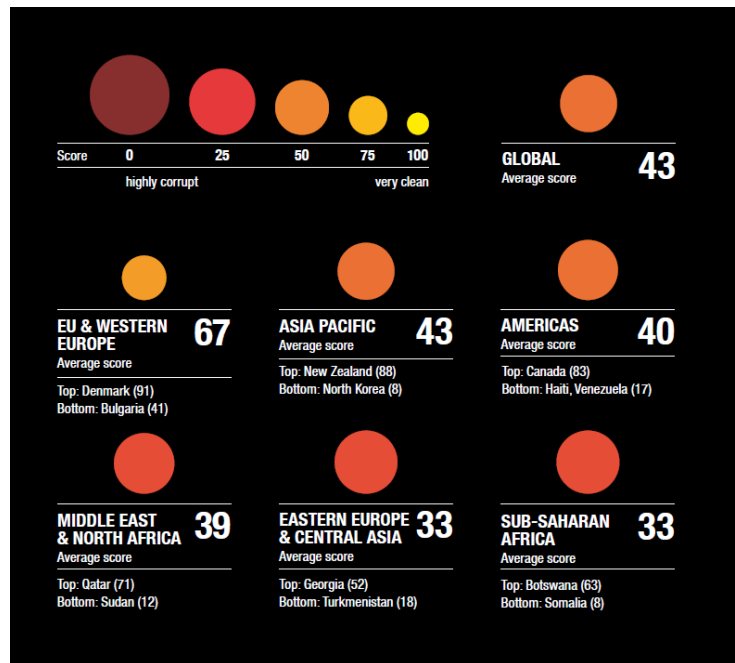 Score 0 25 50 75 100
highly corrupt very clean
GLOBAL 43
Average score
EU & WESTERN 67
EUROPE
Average score
Top: Denmark (91)
Bottom: Bulgaria (41)
ASIA PACIFIC 43
Average score
Top: New Zealand (88)
Bottom: North Korea (8)
AMERICAS 40
Average score
Top: Canada (83)
Bottom: Haiti, Venezuela (17)
MIDDLE EAST 39
& NORTH AFRICA
Average score
Top: Qatar (71)
Bottom: Sudan (12)
EASTERN EUROPE 33
& CENTRAL ASIA
Average score
Top: Georgia (52)
Bottom: Turkmenistan (18)
SUB-SAHARAN 33
AFRICA
Average score
Top: Botswana (63)
Bottom: Somalia (8)